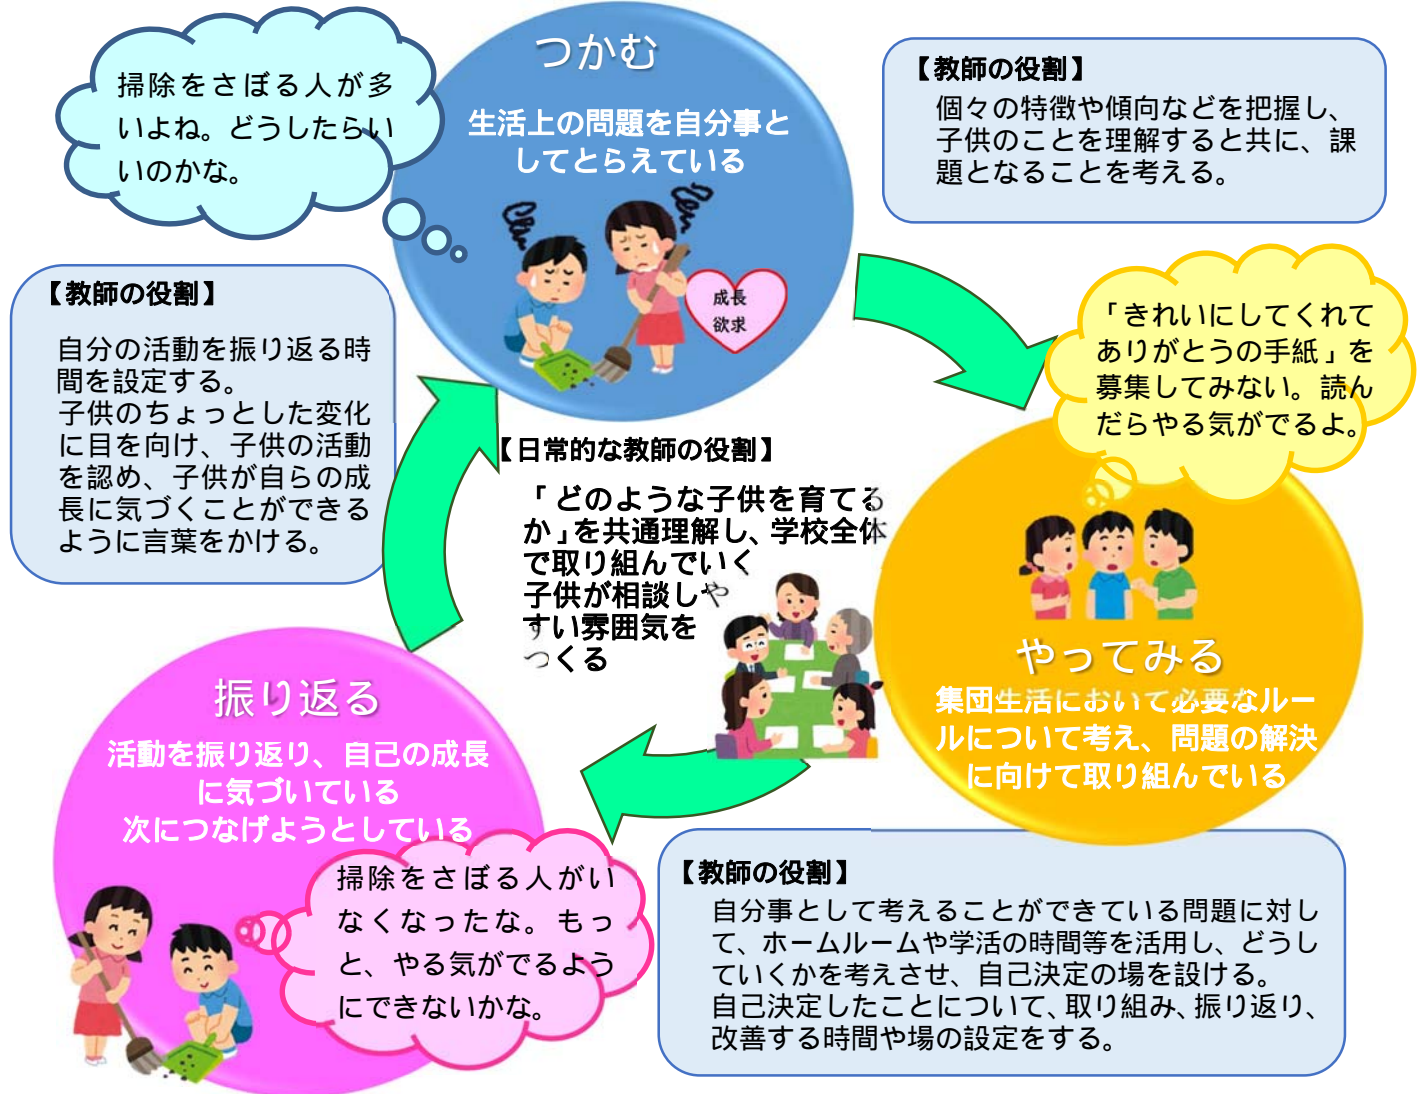 つかむ
生活上の問題を自分事と
してとらえている
成長
欲求
掃除をさぼる人が多
いよね。どうしたらい
いのかな。
【教師の役割】
個々の特徴や傾向などを把握し、
子供のことを理解すると共に、課
題となることを考える。
「きれいにしてくれて
ありがとうの手紙」を
募集してみない。読ん
だらやる気がでるよ。
やってみる
集団生活において必要なルー
ルについて考え、問題の解決
に向けて取り組んでいる
【教師の役割】
自分事として考えることができている問題に対し
て、ホームルームや学活の時間等を活用し、どうし
ていくかを考えさせ、自己決定の場を設ける。
自己決定したことについて、取り組み、振り返り、
改善する時間や場の設定をする。
振り返る
活動を振り返り、自己の成長
に気づいている
次につなげようとしている
掃除をさぼる人がい
なくなったな。もっ
と、やる気がでるよう
にできないかな。
【教師の役割】
自分の活動を振り返る時
間を設定する。
子供のちょっとした変化
に目を向け、子供の活動
を認め、子供が自らの成
長に気づくことができる
ように言葉をかける。
【日常的な教師の役割】
「どのような子供を育てる
か」を共通理解し、学校全体
で取り組んでいく
子供が相談しや
すい雰囲気を
つくる